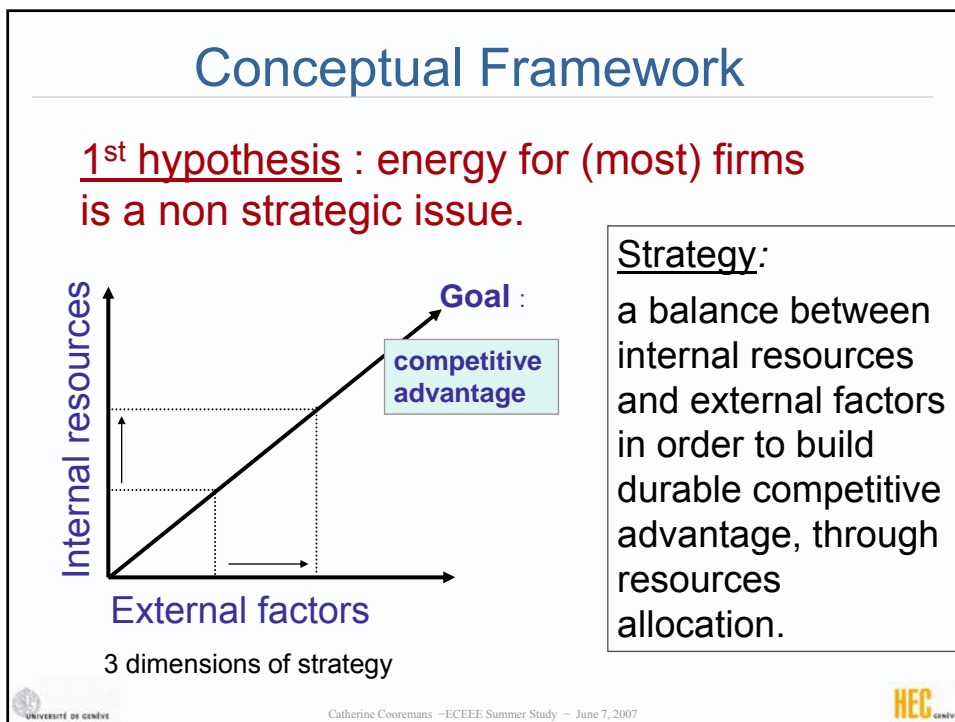 Conceptual Framework
1st hypothesis : energy for (most) firms
is a non strategic issue.
Internal resources
Goal :
competitive
advantage
External factors
3 dimensions of strategy
Strategy:
a balance between
internal resources
and external factors
in order to build
durable competitive
advantage, through
resources
allocation.
UNIVERSITÉ DE GENÈVE
Catherine Cooremans –ECEEE Summer Study – June 7, 2007
HEC GENÈVE